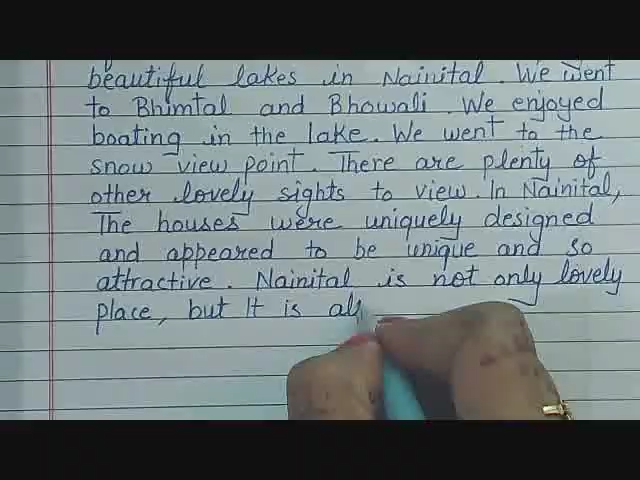 beautiful lakes in Nainital. We went
to Bhimtal and Bhowali. We enjoyed
boating in the lake. We went to the
snow view point. There are plenty of
other lovely sights to view. In Nainital,
The houses were uniquely designed
and appeared to be unique and so
attractive. Nainital is not only lovely
place, but It is